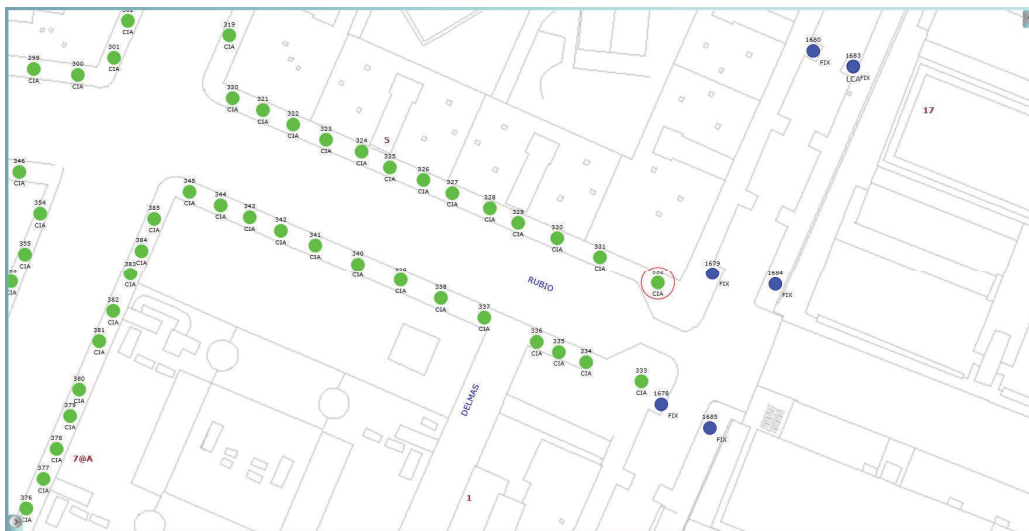 302
319
CIA
CIA
299
300
301
CIA
CIA
CIA
320
CIA
321
CIA
322
CIA
323
CIA
324
CIA
5
325
CIA
326
CIA
327
CIA
328
CIA
329
CIA
330
CIA
331
CIA
CIA
1680
FIX
1683
LCA
FIX
17
1679
FIX
1684
FIX
RUBIO
346
CIA
354
CIA
355
CIA
CIA
345
CIA
344
CIA
343
CIA
342
CIA
341
CIA
340
CIA
339
CIA
338
CIA
337
CIA
336
CIA
335
CIA
334
CIA
333
CIA
1678
FIX
1685
FIX
385
CIA
384
CIA
383
CIA
382
CIA
381
CIA
380
CIA
379
CIA
378
CIA
377
CIA
376
CIA
7@A
DELMAS
1